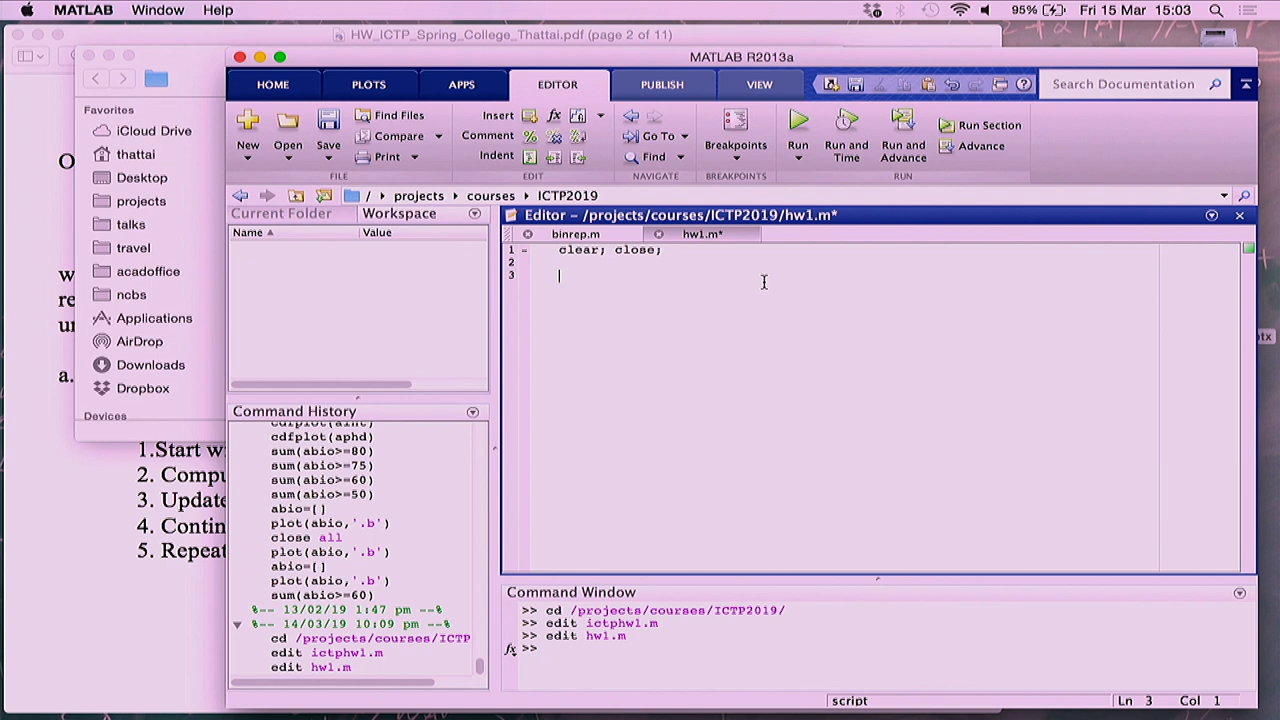 MATLAB Window Help 95% Fri 15 Mar 15:03
HW_ICTP_Spring_College_Thattai.pdf (page 2 of 11)
MATLAB R2013a
HOME PLOTS APPS EDITOR PUBLISH VIEW Search Documentation
New Open Save Find Files Compare Print
Insert Comment Indent
Go To Find
Breakpoints
Run Run and Time Run and Advance Run Section Advance
FILE EDIT NAVIGATE BREAKPOINTS RUN
/ projects courses ICTP2019
Favorites
iCloud Drive
thattai
Desktop
projects
talks
travel
acadoffice
ncbs
Applications
AirDrop
Downloads
Dropbox
Devices
a.
1.Start
2. Compu
3. Update
4. Contin
5. Repeat
Current Folder Workspace
Name Value
Command History
cdfplot(aphd)
sum(abio>=80)
sum(abio>=75)
sum(abio>=60)
sum(abio>=50)
abio=[]
plot(abio,'.b')
close all
plot(abio,'.b')
abio=[]
plot(abio,'.b')
sum(abio>=60)
%-- 13/02/19 1:47 pm --%
%-- 14/03/19 10:09 pm --%
cd /projects/courses/ICTP
edit ictphw1.m
edit hw1.m
Editor – /projects/courses/ICTP2019/hw1.m*
binrep.m hw1.m*
1 clear; close;
2
3
Command Window
>> cd /projects/courses/ICTP2019/
>> edit ictphw1.m
>> edit hw1.m
fx >>
script Ln 3 Col 1